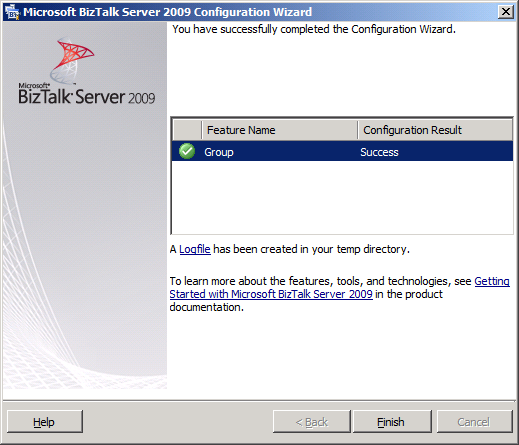 Microsoft BizTalk Server 2009 Configuration Wizard
You have successfully completed the Configuration Wizard.
Microsoft®
BizTalk® Server 2009
Feature Name Configuration Result
Group Success
A Logfile has been created in your temp directory.
To learn more about the features, tools, and technologies, see Getting
Started with Microsoft BizTalk Server 2009 in the product
documentation.
Help < Back Finish Cancel